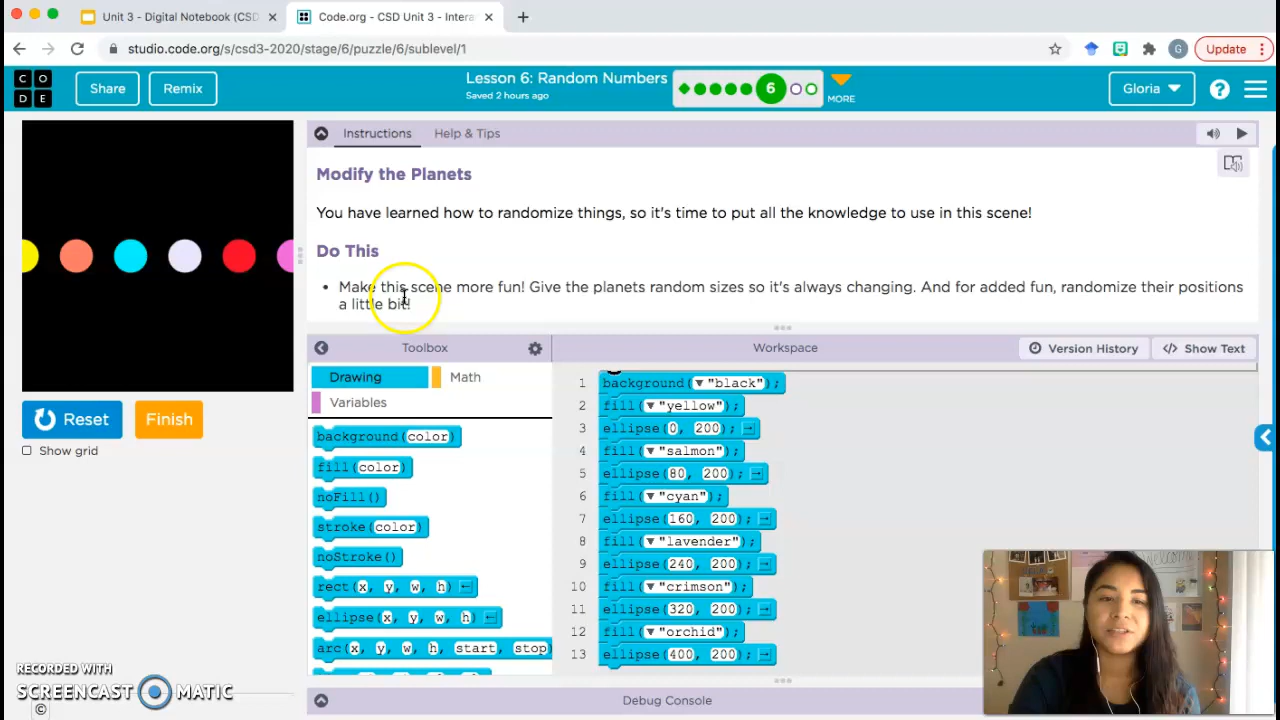 Unit 3 - Digital Notebook (CSD
Code.org - CSD Unit 3 - Intera
studio.code.org/s/csd3-2020/stage/6/puzzle/6/sublevel/1
G
Update
C O D E
Share
Remix
Lesson 6: Random Numbers
Saved 2 hours ago
6
MORE
Gloria
?
Instructions
Help & Tips
Modify the Planets
You have learned how to randomize things, so it's time to put all the knowledge to use in this scene!
Do This
• Make this scene more fun! Give the planets random sizes so it's always changing. And for added fun, randomize their positions
a little bit!
Toolbox
Workspace
Version History
</> Show Text
Drawing
Math
Variables
background(color)
fill(color)
noFill()
stroke(color)
noStroke()
rect(x, y, w, h)
ellipse(x, y, w, h)
arc(x, y, w, h, start, stop)
1 background("black");
2 fill("yellow");
3 ellipse(0, 200);
4 fill("salmon");
5 ellipse(80, 200);
6 fill("cyan");
7 ellipse(160, 200);
8 fill("lavender");
9 ellipse(240, 200);
10 fill("crimson");
11 ellipse(320, 200);
12 fill("orchid");
13 ellipse(400, 200);
Reset
Finish
Show grid
Debug Console
RECORDED WITH
SCREENCAST MATIC
©